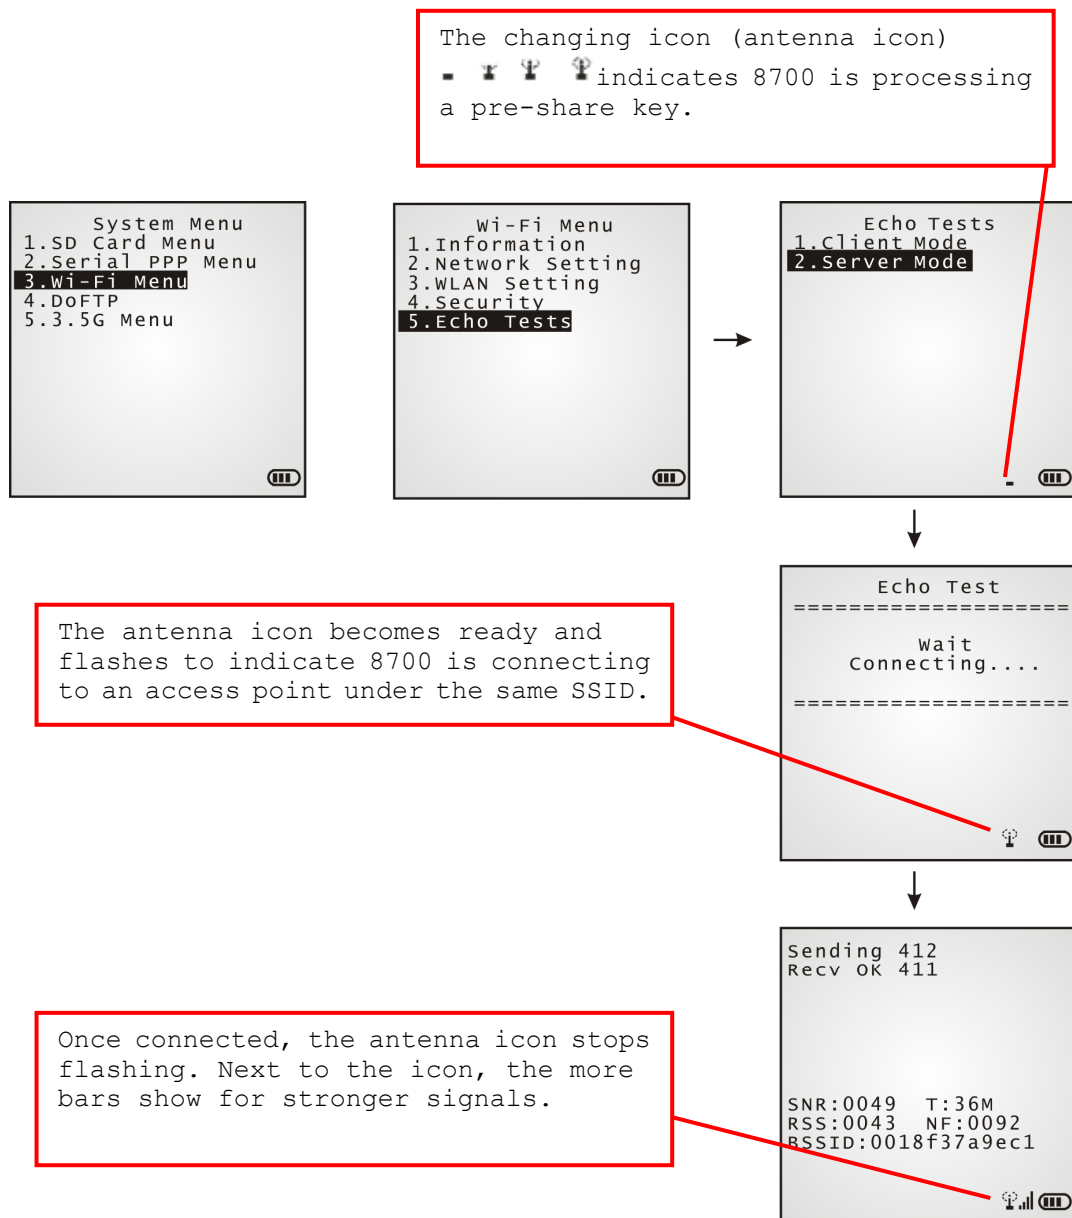 The changing icon (antenna icon)
indicates 8700 is processing
a pre-share key.
System Menu
1.SD Card Menu
2.Serial PPP Menu
3.Wi-Fi Menu
4.DoFTP
5.3.5G Menu
Wi-Fi Menu
1.Information
2.Network Setting
3.WLAN Setting
4.Security
5.Echo Tests
Echo Tests
1.Client Mode
2.Server Mode
Echo Test
====================
Wait
Connecting....
====================
The antenna icon becomes ready and
flashes to indicate 8700 is connecting
to an access point under the same SSID.
Sending 412
Recv OK 411
SNR:0049 T:36M
RSS:0043 NF:0092
BSSID:0018f37a9ec1
Once connected, the antenna icon stops
flashing. Next to the icon, the more
bars show for stronger signals.